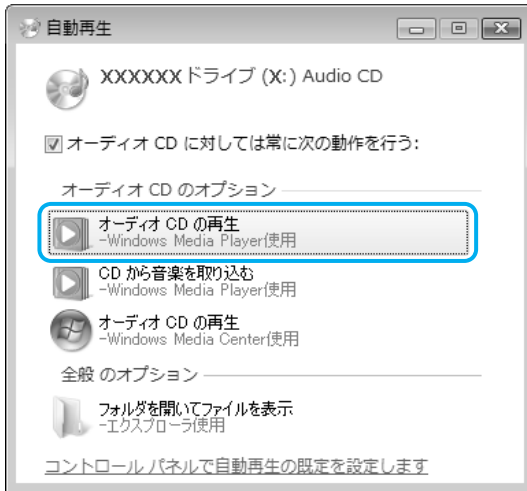 自動再生
XXXXXXドライブ (X:) Audio CD
オーディオ CD に対しては常に次の動作を行う:
オーディオ CD のオプション
オーディオ CD の再生
-Windows Media Player使用
CD から音楽を取り込む
-Windows Media Player使用
オーディオ CD の再生
-Windows Media Center使用
全般 のオプション
フォルダを開いてファイルを表示
-エクスプローラ使用
コントロール パネルで自動再生の既定を設定します